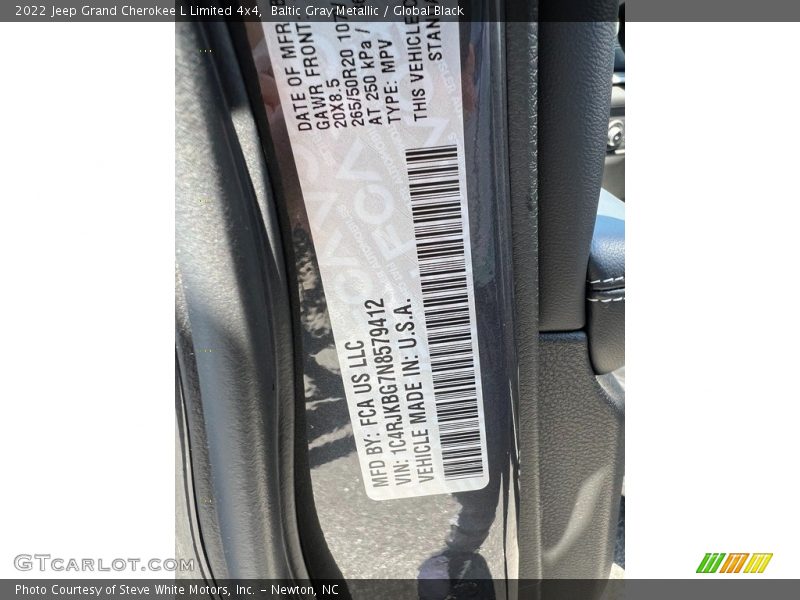 2022 Jeep Grand Cherokee L Limited 4x4, Baltic Gray Metallic / Global Black
MFD BY: FCA US LLC
VIN: 1C4RJKBG7N8579412
VEHICLE MADE IN: U.S.A.
DATE OF MFR
GAWR FRONT:
20X8.5
265/50R20 107
AT 250 kPa /
TYPE: MPV
THIS VEHICLE
STAN
GTCARLOT.COM
Photo Courtesy of Steve White Motors, Inc. – Newton, NC